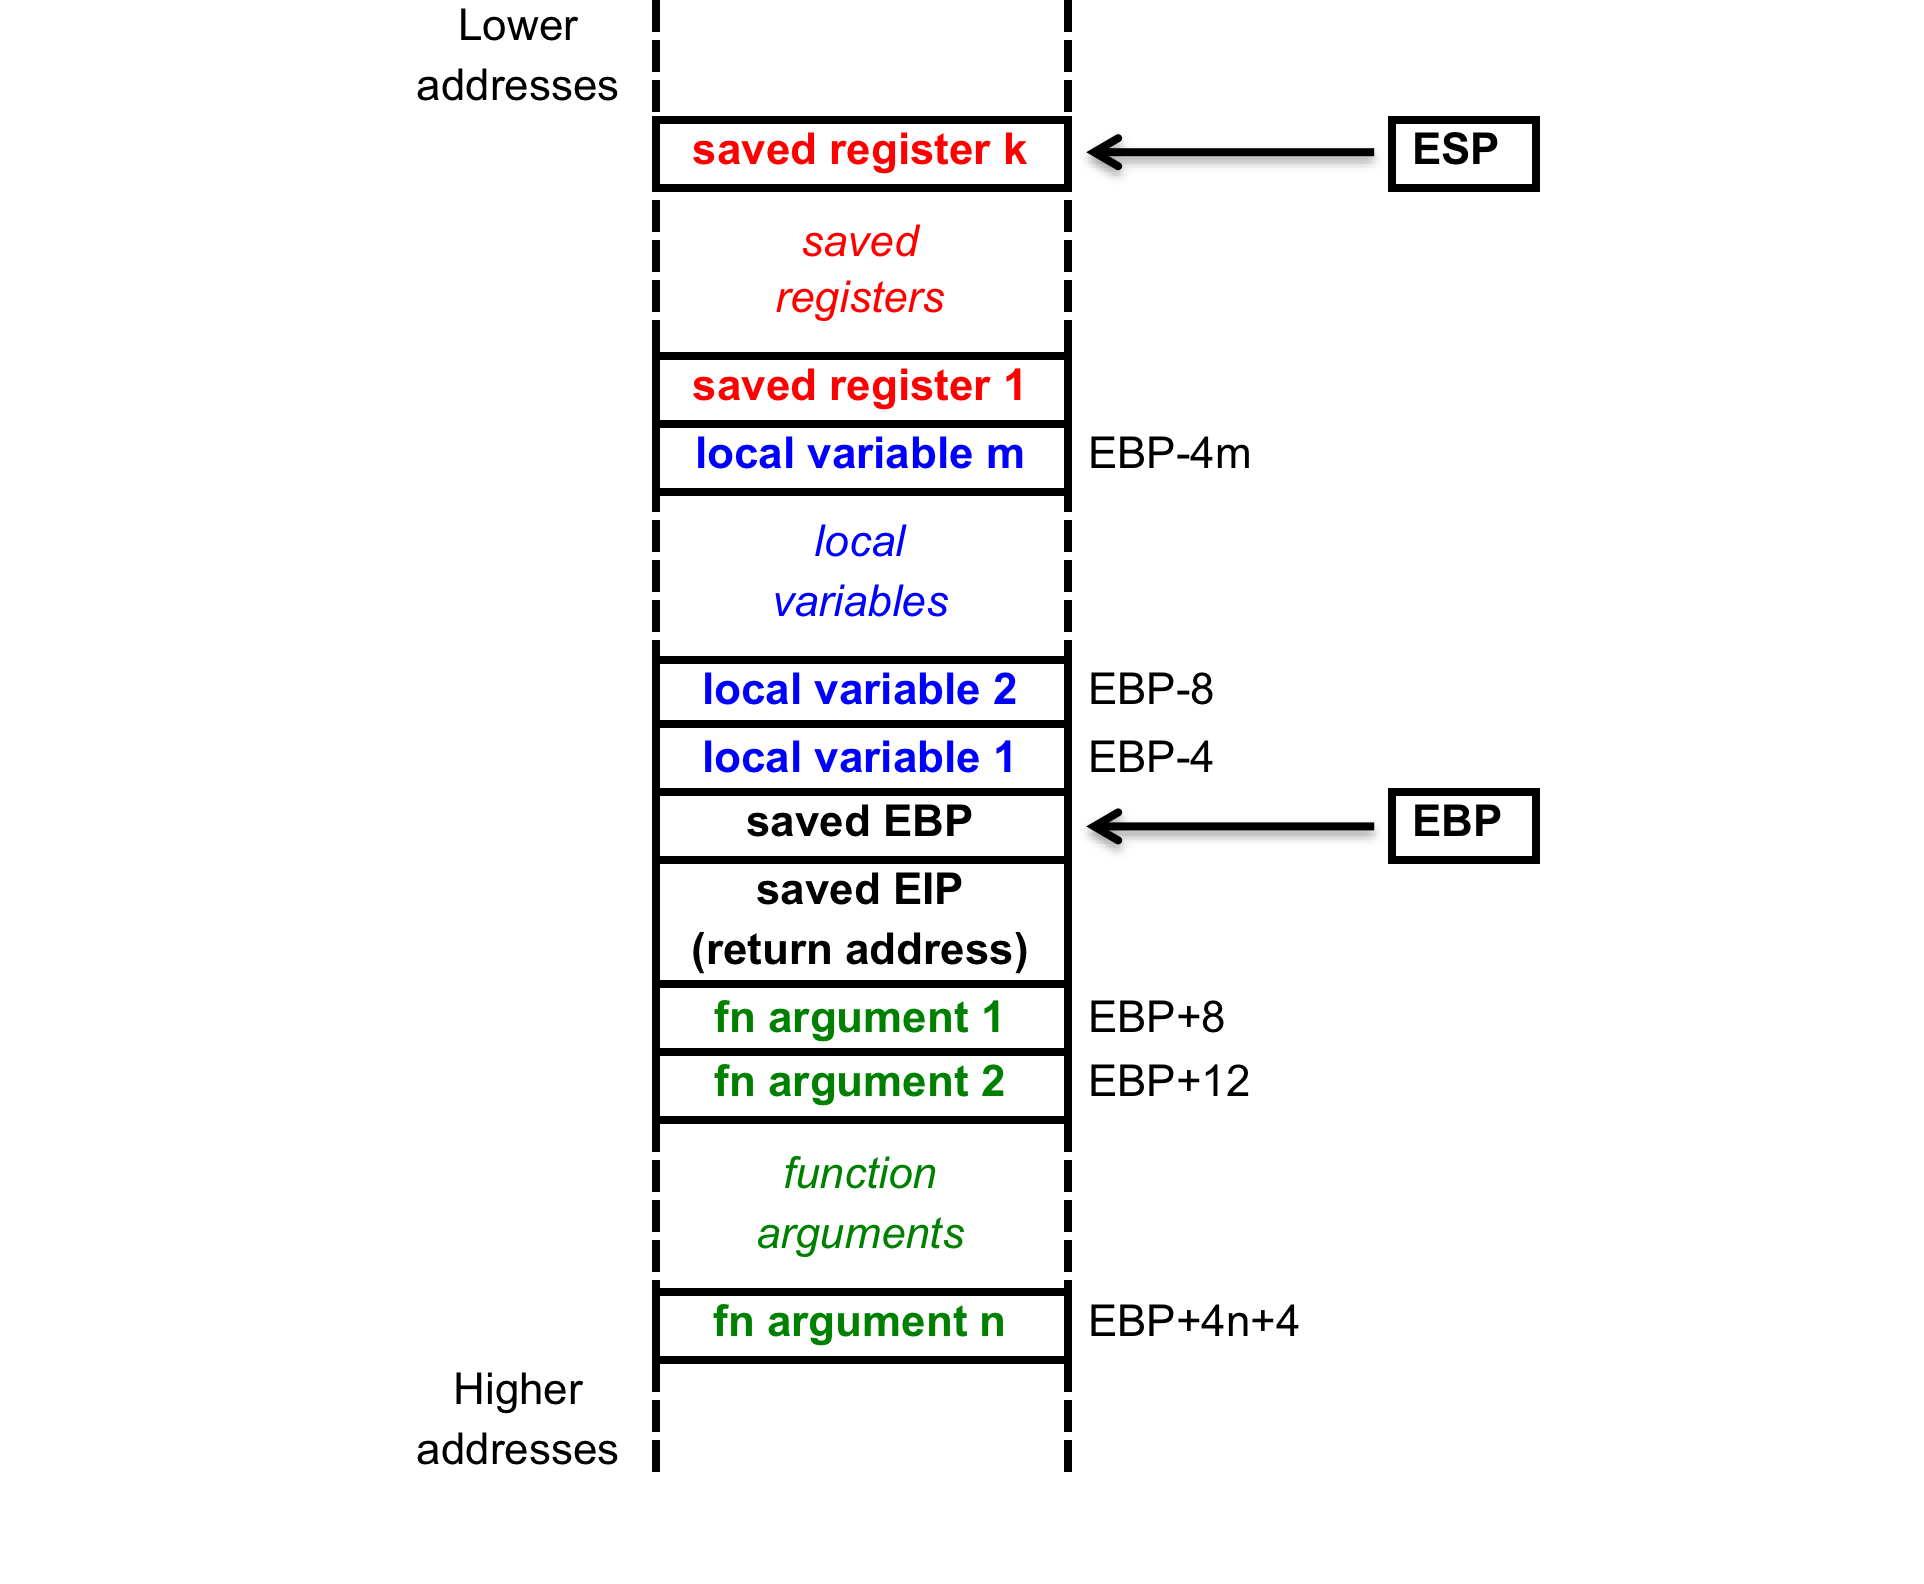 Lower
addresses
saved register k
ESP
saved
registers
saved register 1
local variable m
EBP-4m
local
variables
local variable 2
EBP-8
local variable 1
EBP-4
saved EBP
EBP
saved EIP
(return address)
fn argument 1
EBP+8
fn argument 2
EBP+12
function
arguments
fn argument n
EBP+4n+4
Higher
addresses